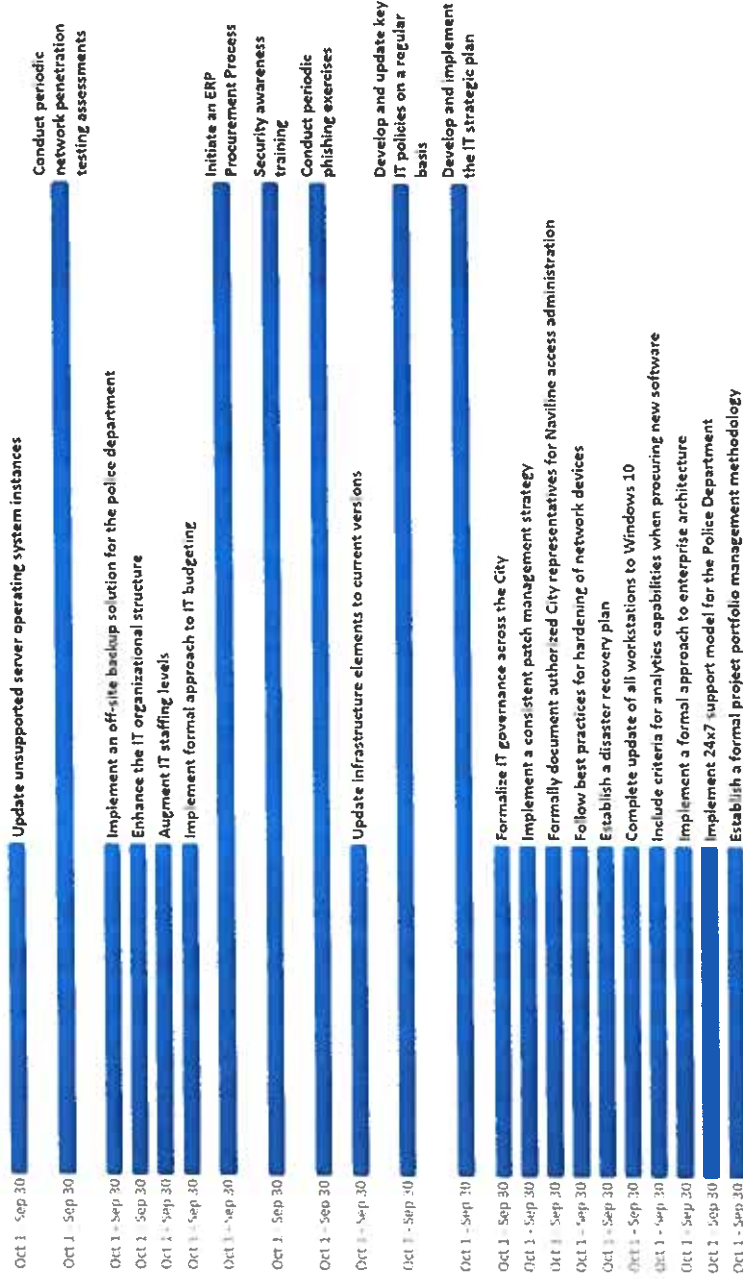 Oct 1 - Sep 30
Update unsupported server operating system instances
Oct 1 - Sep 30
Conduct periodic
network penetration
testing assessments
Oct 1 - Sep 30
Implement an off-site backup solution for the police department
Oct 1 - Sep 30
Enhance the IT organizational structure
Oct 1 - Sep 30
Augment IT staffing levels
Oct 1 - Sep 30
Implement formal approach to IT budgeting
Oct 1 - Sep 30
Initiate an ERP
Procurement Process
Oct 1 - Sep 30
Security awareness
training
Oct 1 - Sep 30
Conduct periodic
phishing exercises
Oct 1 - Sep 30
Update infrastructure elements to current versions
Oct 1 - Sep 30
Develop and update key
IT policies on a regular
basis
Oct 1 - Sep 30
Develop and implement
the IT strategic plan
Oct 1 - Sep 30
Formalize IT governance across the City
Oct 1 - Sep 30
Implement a consistent patch management strategy
Oct 1 - Sep 30
Formally document authorized City representatives for Naviline access administration
Oct 1 - Sep 30
Follow best practices for hardening of network devices
Oct 1 - Sep 30
Establish a disaster recovery plan
Oct 1 - Sep 30
Complete update of all workstations to Windows 10
Oct 1 - Sep 30
Include criteria for analytics capabilities when procuring new software
Oct 1 - Sep 30
Implement a formal approach to enterprise architecture
Oct 1 - Sep 30
Implement 24x7 support model for the Police Department
Oct 1 - Sep 30
Establish a formal project portfolio management methodology